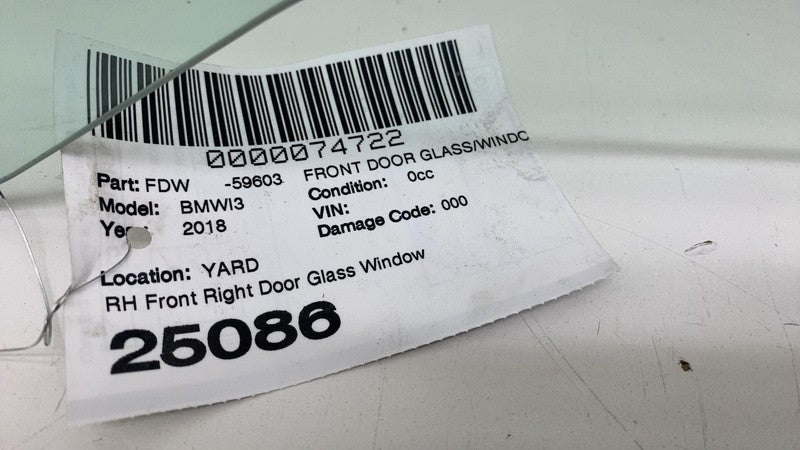 0000074722
Part: FDW -59603 FRONT DOOR GLASS/WINDC
Model: BMWI3 Condition: 0cc
Year: 2018 VIN:
Damage Code: 000
Location: YARD
RH Front Right Door Glass Window
25086